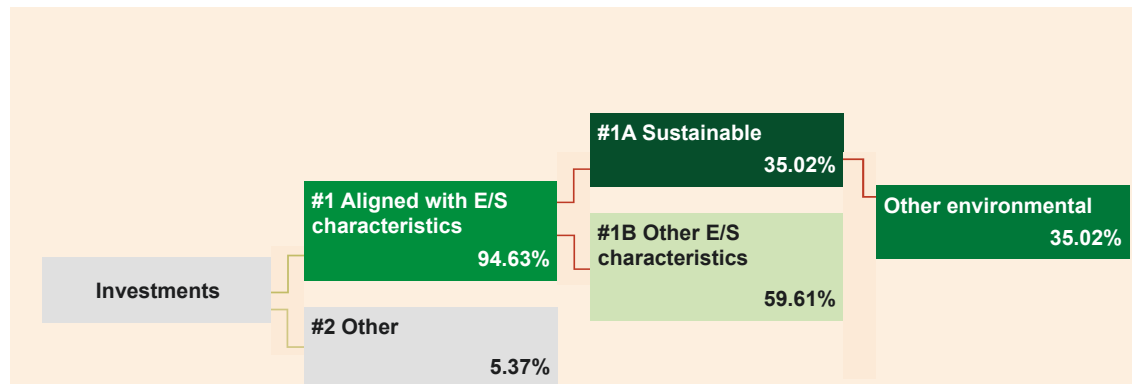 Investments
#1 Aligned with E/S
characteristics
94.63%
#2 Other
5.37%
#1A Sustainable
35.02%
#1B Other E/S
characteristics
59.61%
Other environmental
35.02%